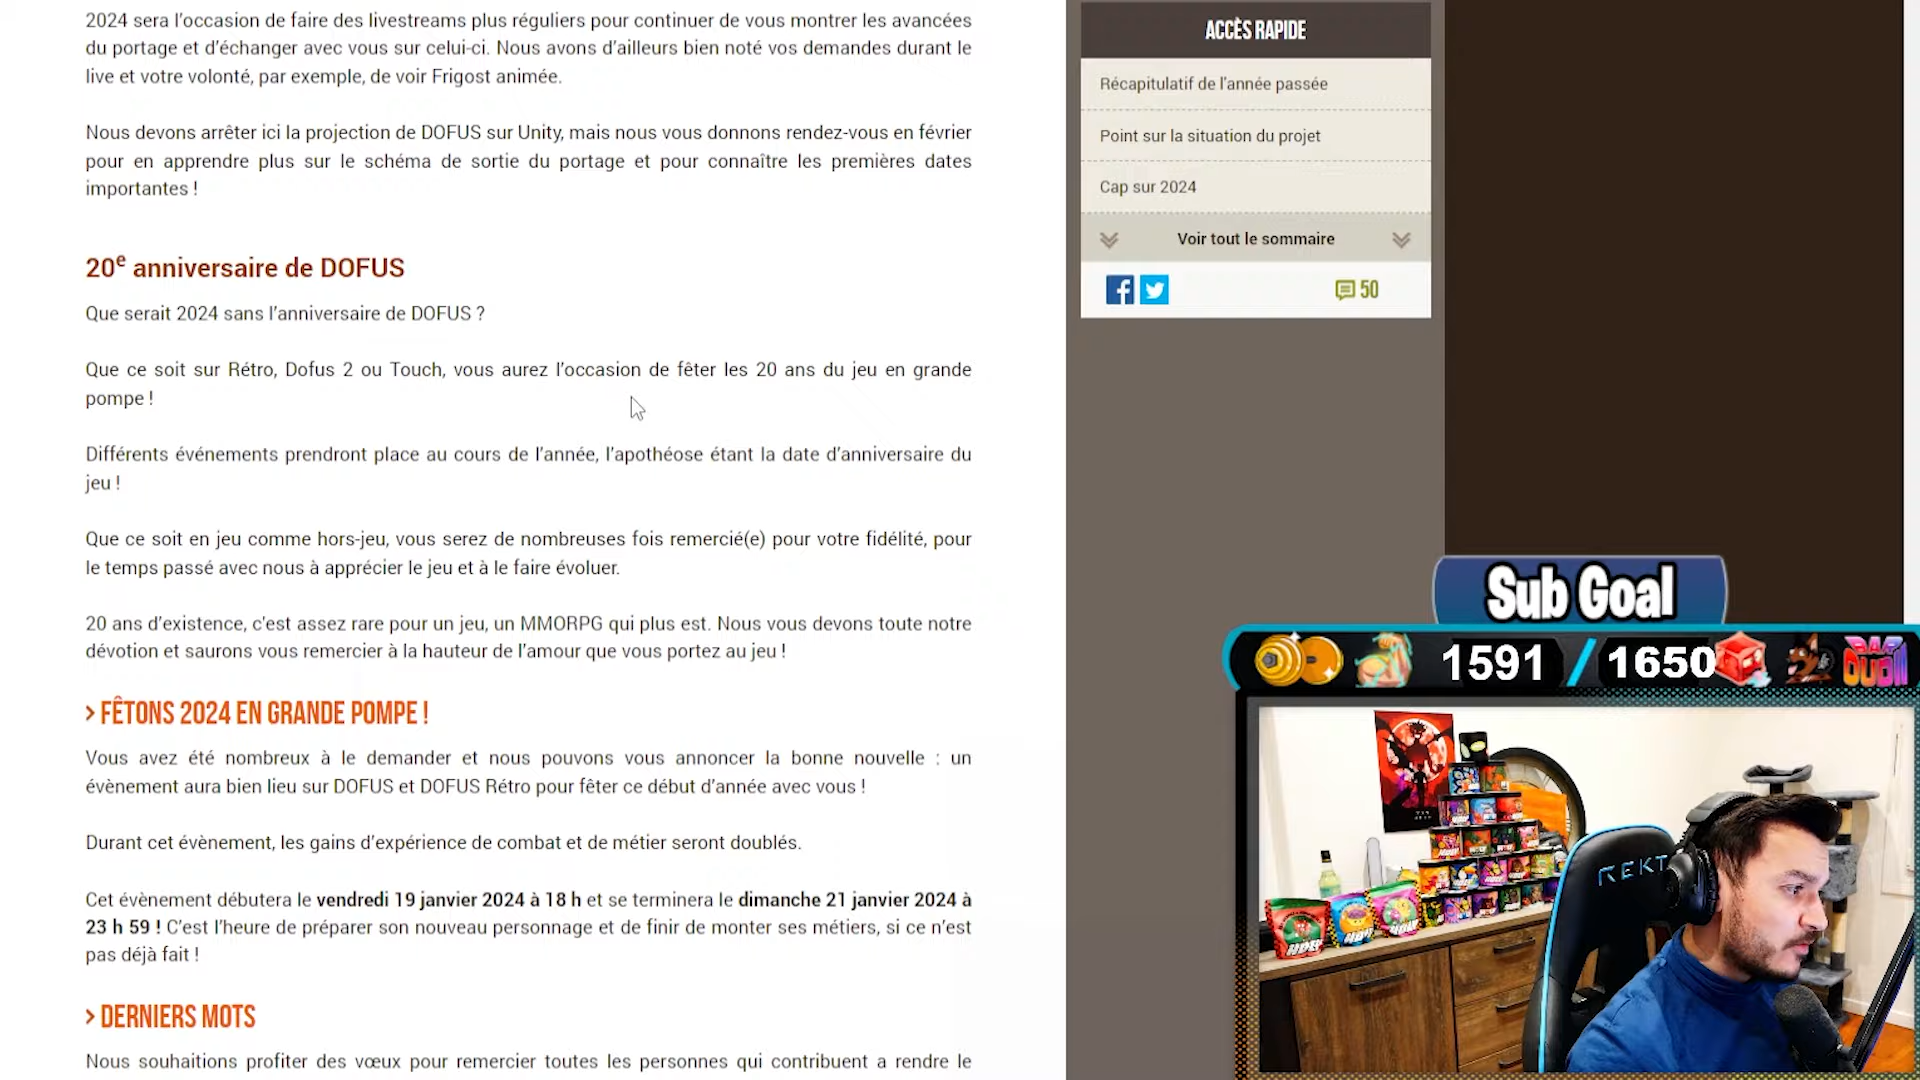 2024 sera l'occasion de faire des livestreams plus réguliers pour continuer de vous montrer les avancées
du portage et d'échanger avec vous sur celui-ci. Nous avons d'ailleurs bien noté vos demandes durant le
live et votre volonté, par exemple, de voir Frigost animée.
Nous devons arrêter ici la projection de DOFUS sur Unity, mais nous vous donnons rendez-vous en février
pour en apprendre plus sur le schéma de sortie du portage et pour connaître les premières dates
importantes !
20e anniversaire de DOFUS
Que serait 2024 sans l'anniversaire de DOFUS ?
Que ce soit sur Rétro, Dofus 2 ou Touch, vous aurez l'occasion de fêter les 20 ans du jeu en grande
pompe !
Différents événements prendront place au cours de l'année, l'apothéose étant la date d'anniversaire du
jeu !
Que ce soit en jeu comme hors-jeu, vous serez de nombreuses fois remercié(e) pour votre fidélité, pour
le temps passé avec nous à apprécier le jeu et à le faire évoluer.
20 ans d'existence, c'est assez rare pour un jeu, un MMORPG qui plus est. Nous vous devons toute notre
dévotion et saurons vous remercier à la hauteur de l'amour que vous portez au jeu !
> FÊTONS 2024 EN GRANDE POMPE !
Vous avez été nombreux à le demander et nous pouvons vous annoncer la bonne nouvelle : un
évènement aura bien lieu sur DOFUS et DOFUS Rétro pour fêter ce début d'année avec vous !
Durant cet évènement, les gains d'expérience de combat et de métier seront doublés.
Cet évènement débutera le vendredi 19 janvier 2024 à 18 h et se terminera le dimanche 21 janvier 2024 à
23 h 59 ! C'est l'heure de préparer son nouveau personnage et de finir de monter ses métiers, si ce n'est
pas déjà fait !
> DERNIERS MOTS
Nous souhaitions profiter des vœux pour remercier toutes les personnes qui contribuent a rendre le
ACCÈS RAPIDE
Récapitulatif de l'année passée
Point sur la situation du projet
Cap sur 2024
Voir tout le sommaire
50
Sub Goal
1591 / 1650
REKT